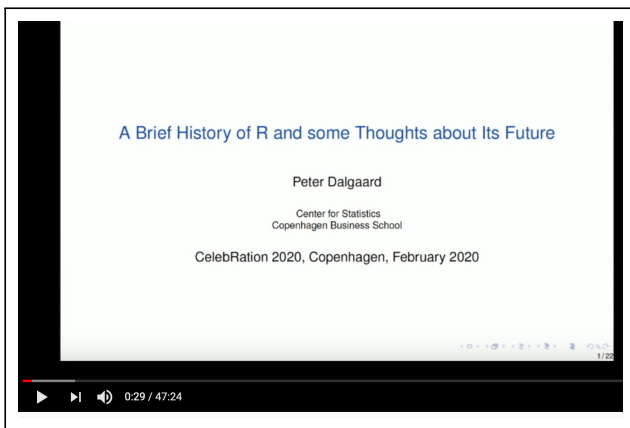 A Brief History of R and some Thoughts about Its Future
Peter Dalgaard
Center for Statistics
Copenhagen Business School
CelebRation 2020, Copenhagen, February 2020
1/22
0:29 / 47:24